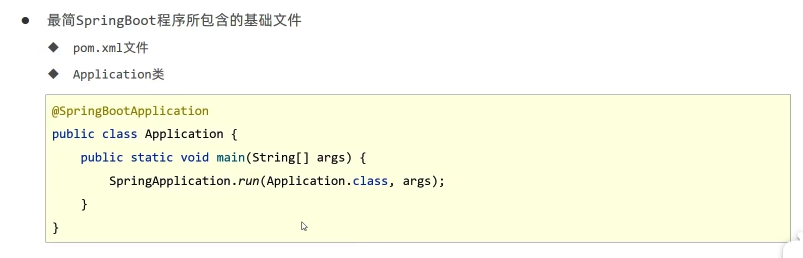 ● 最简SpringBoot程序所包含的基础文件
◆ pom.xml文件
◆ Application类
@SpringBootApplication
public class Application {
    public static void main(String[] args) {
        SpringApplication.run(Application.class, args);
    }
}